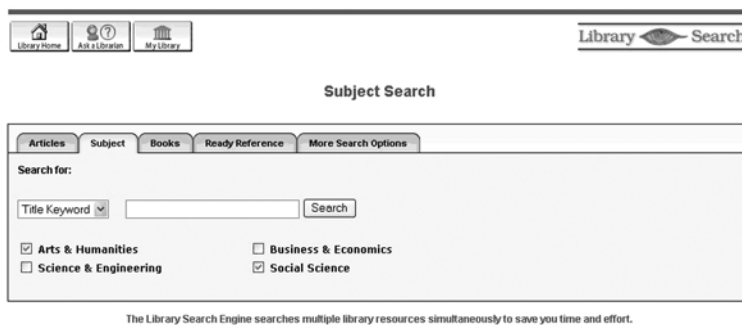 Library Home Ask a Librarian My Library
Library Search
Subject Search
Articles Subject Books Ready Reference More Search Options
Search for:
Title Keyword Search
Arts & Humanities Business & Economics
Science & Engineering Social Science
The Library Search Engine searches multiple library resources simultaneously to save you time and effort.